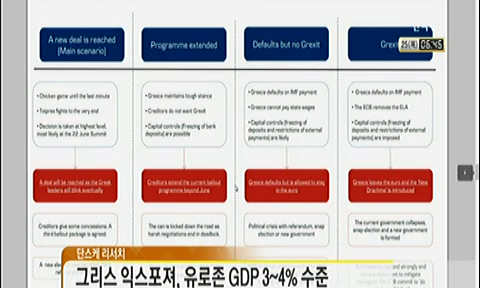 A new deal is reached
(Main scenario)
Programme extended
Defaults but no Grexit
Grex
25(목) 06:45
• Chicken game until the last minute
• Tsipras fights to the very end
• Decision is taken at highest level, most likely at the 22 June Summit
• Greece maintains tough stance
• Creditors do not want Grexit
• Capital controls (freezing of bank deposits) are possible
• Greece defaults on IMF payment
• Greece cannot pay state wages
• Capital controls (freezing of deposits and restrictions of external payments) are likely
• Greece defaults on IMF payment
• The ECB removes the ELA
• Capital controls (freezing of deposits and restrictions of external payments) are imposed
A deal will be reached as the Greek leaders will blink eventually
Creditors extend the current bailout programme beyond June
Greece defaults but is allowed to stay in the euro
Greece leaves the euro and the 'New Drachma' is introduced
Creditors give some concessions. A third bailout package is agreed.
The can is kicked down the road as harsh negotiations end in deadlock.
Political crisis with referendum, snap election or new government
The current government collapses, snap election and a new government is formed
단스케 리서치
그리스 익스포져, 유로존 GDP 3~4% 수준